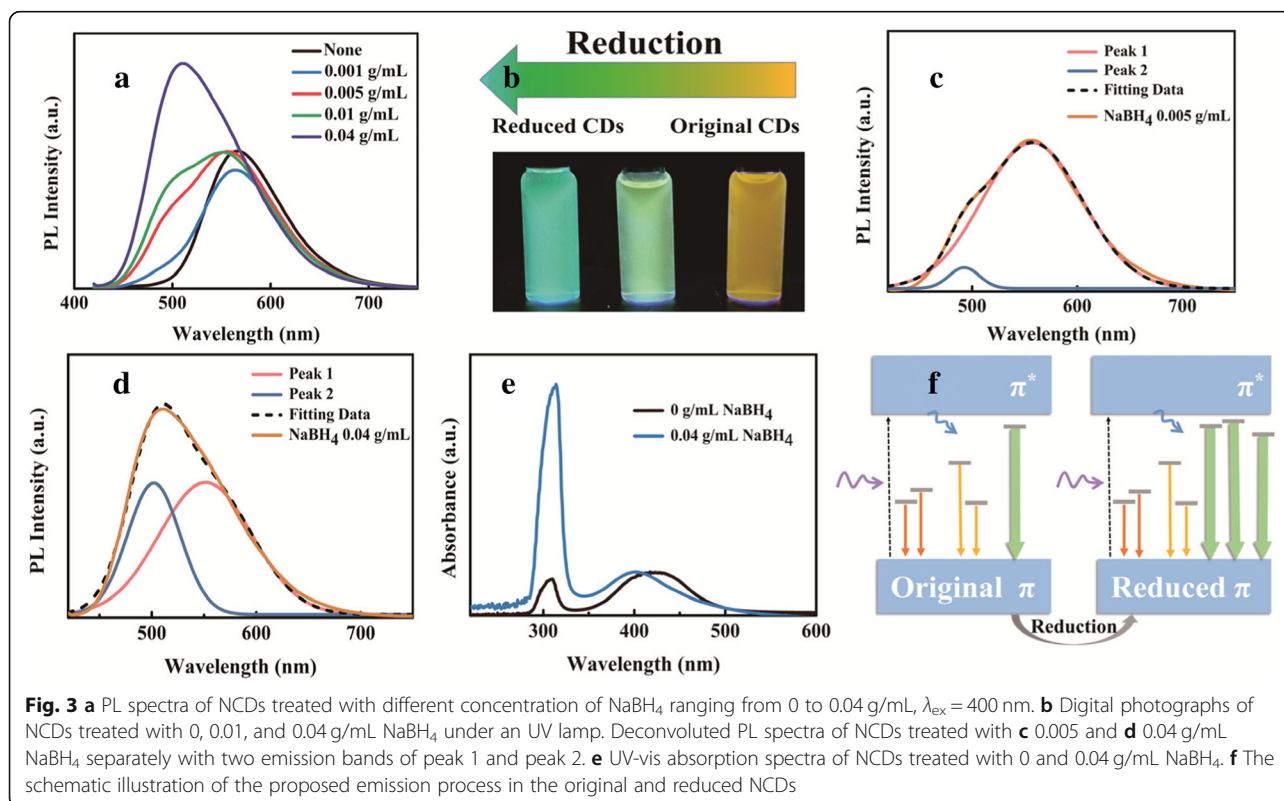 a
None
0.001 g/mL
0.005 g/mL
0.01 g/mL
0.04 g/mL
PL Intensity (a.u.)
400 500 600 700
Wavelength (nm)
Reduction
b
Reduced CDs Original CDs
c
Peak 1
Peak 2
Fitting Data
NaBH₄ 0.005 g/mL
PL Intensity (a.u.)
500 600 700
Wavelength (nm)
d
Peak 1
Peak 2
Fitting Data
NaBH₄ 0.04 g/mL
PL Intensity (a.u.)
500 600 700
Wavelength (nm)
e
0 g/mL NaBH₄
0.04 g/mL NaBH₄
Absorbance (a.u.)
300 400 500 600
Wavelength (nm)
f
π* π*
Original π Reduced π
Reduction
Fig. 3 a PL spectra of NCDs treated with different concentration of NaBH₄ ranging from 0 to 0.04 g/mL, λex = 400 nm. b Digital photographs of
NCDs treated with 0, 0.01, and 0.04 g/mL NaBH₄ under an UV lamp. Deconvoluted PL spectra of NCDs treated with c 0.005 and d 0.04 g/mL
NaBH₄ separately with two emission bands of peak 1 and peak 2. e UV-vis absorption spectra of NCDs treated with 0 and 0.04 g/mL NaBH₄. f The
schematic illustration of the proposed emission process in the original and reduced NCDs